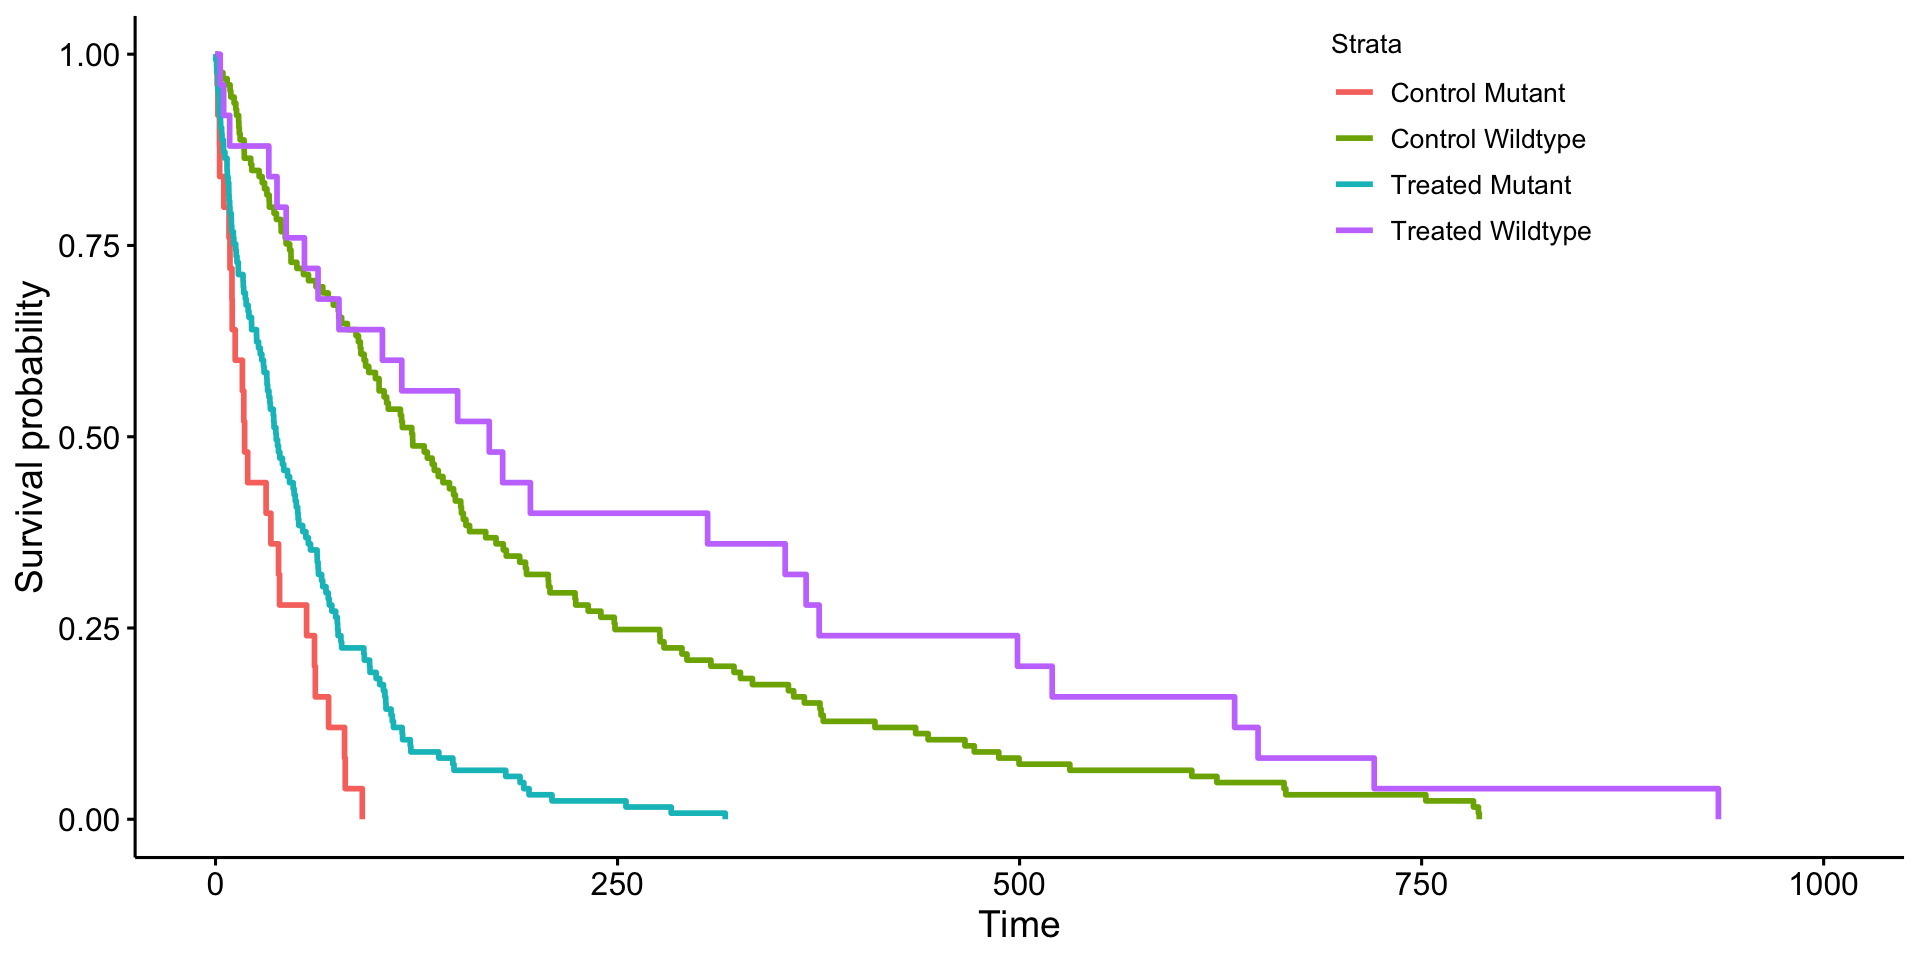 Strata
Control Mutant
Control Wildtype
Treated Mutant
Treated Wildtype
Survival probability
1.00
0.75
0.50
0.25
0.00
0 250 500 750 1000
Time